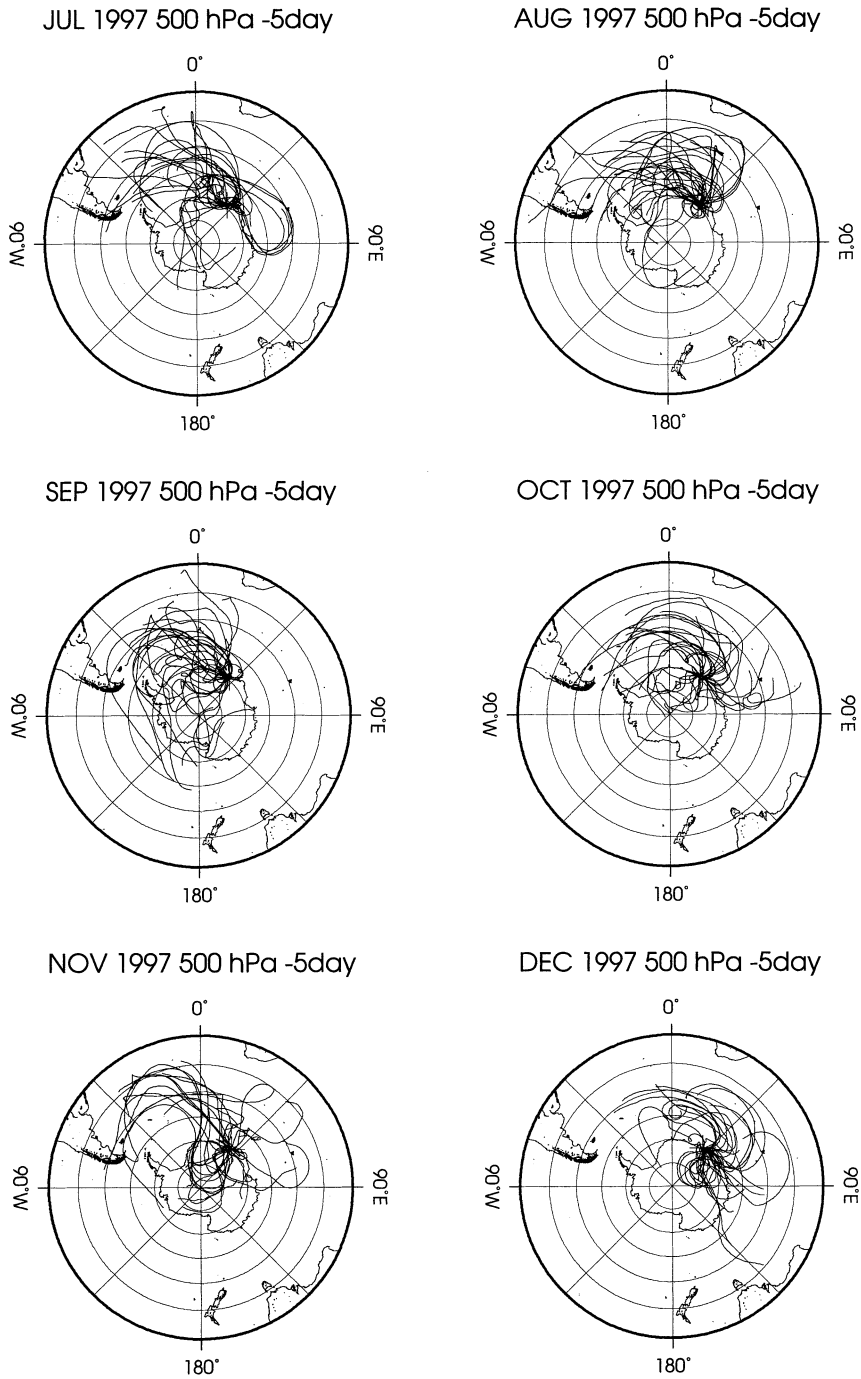 JUL 1997 500 hPa -5day
0°
90°W
90°E
180°
AUG 1997 500 hPa -5day
0°
90°W
90°E
180°
SEP 1997 500 hPa -5day
0°
90°W
90°E
180°
OCT 1997 500 hPa -5day
0°
90°W
90°E
180°
NOV 1997 500 hPa -5day
0°
90°W
90°E
180°
DEC 1997 500 hPa -5day
0°
90°W
90°E
180°